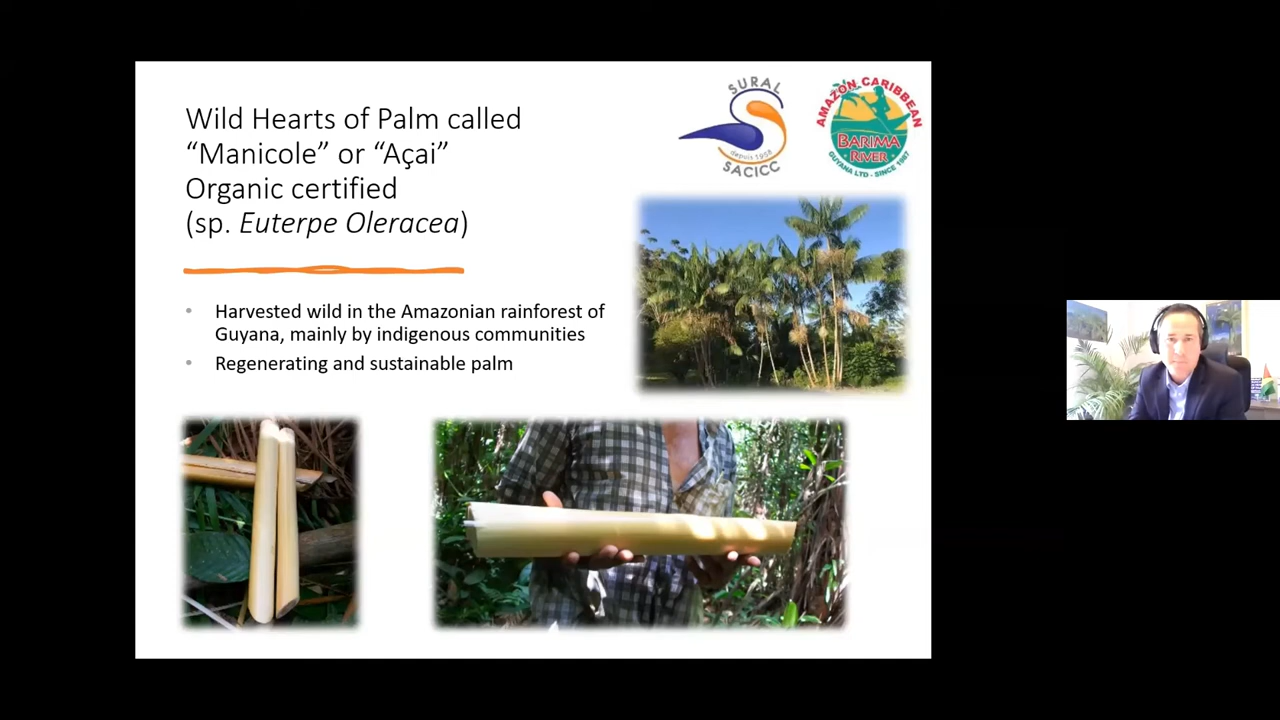 Wild Hearts of Palm called
“Manicole” or “Açai”
Organic certified
(sp. Euterpe Oleracea)
SURAL
depuis 1958
SACICC
AMAZON CARIBBEAN
BARIMA
RIVER
GUYANA LTD - SINCE 1987
• Harvested wild in the Amazonian rainforest of
Guyana, mainly by indigenous communities
• Regenerating and sustainable palm